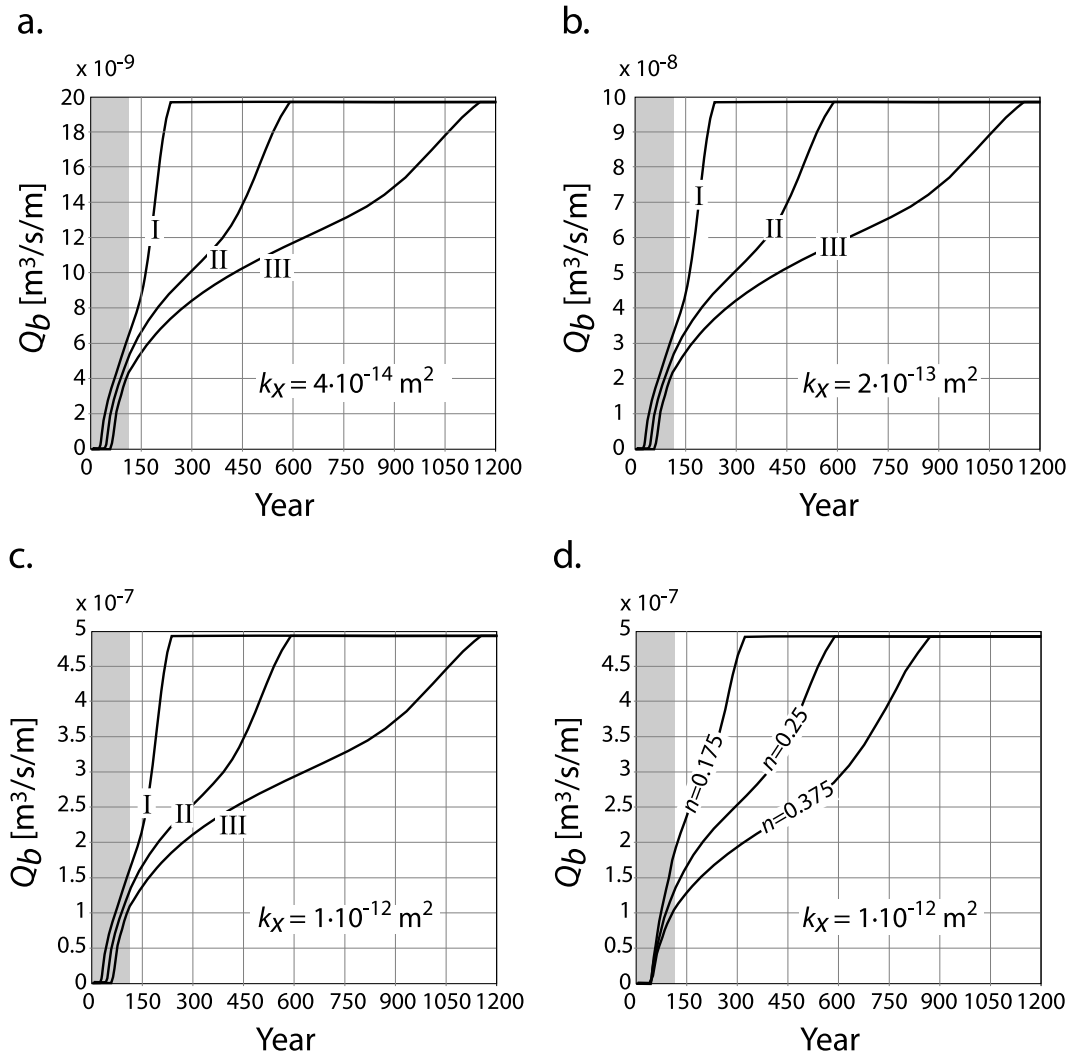 a.
x 10⁻⁹
20
18
16
14
12
10
8
6
4
2
0
Q_b [m³/s/m]
I
II
III
k_x = 4·10⁻¹⁴ m²
0 150 300 450 600 750 900 1050 1200
Year
b.
x 10⁻⁸
10
9
8
7
6
5
4
3
2
1
0
Q_b [m³/s/m]
I
II
III
k_x = 2·10⁻¹³ m²
0 150 300 450 600 750 900 1050 1200
Year
c.
x 10⁻⁷
5
4.5
4
3.5
3
2.5
2
1.5
1
0.5
0
Q_b [m³/s/m]
I
II
III
k_x = 1·10⁻¹² m²
0 150 300 450 600 750 900 1050 1200
Year
d.
x 10⁻⁷
5
4.5
4
3.5
3
2.5
2
1.5
1
0.5
0
Q_b [m³/s/m]
n=0.175
n=0.25
n=0.375
k_x = 1·10⁻¹² m²
0 150 300 450 600 750 900 1050 1200
Year